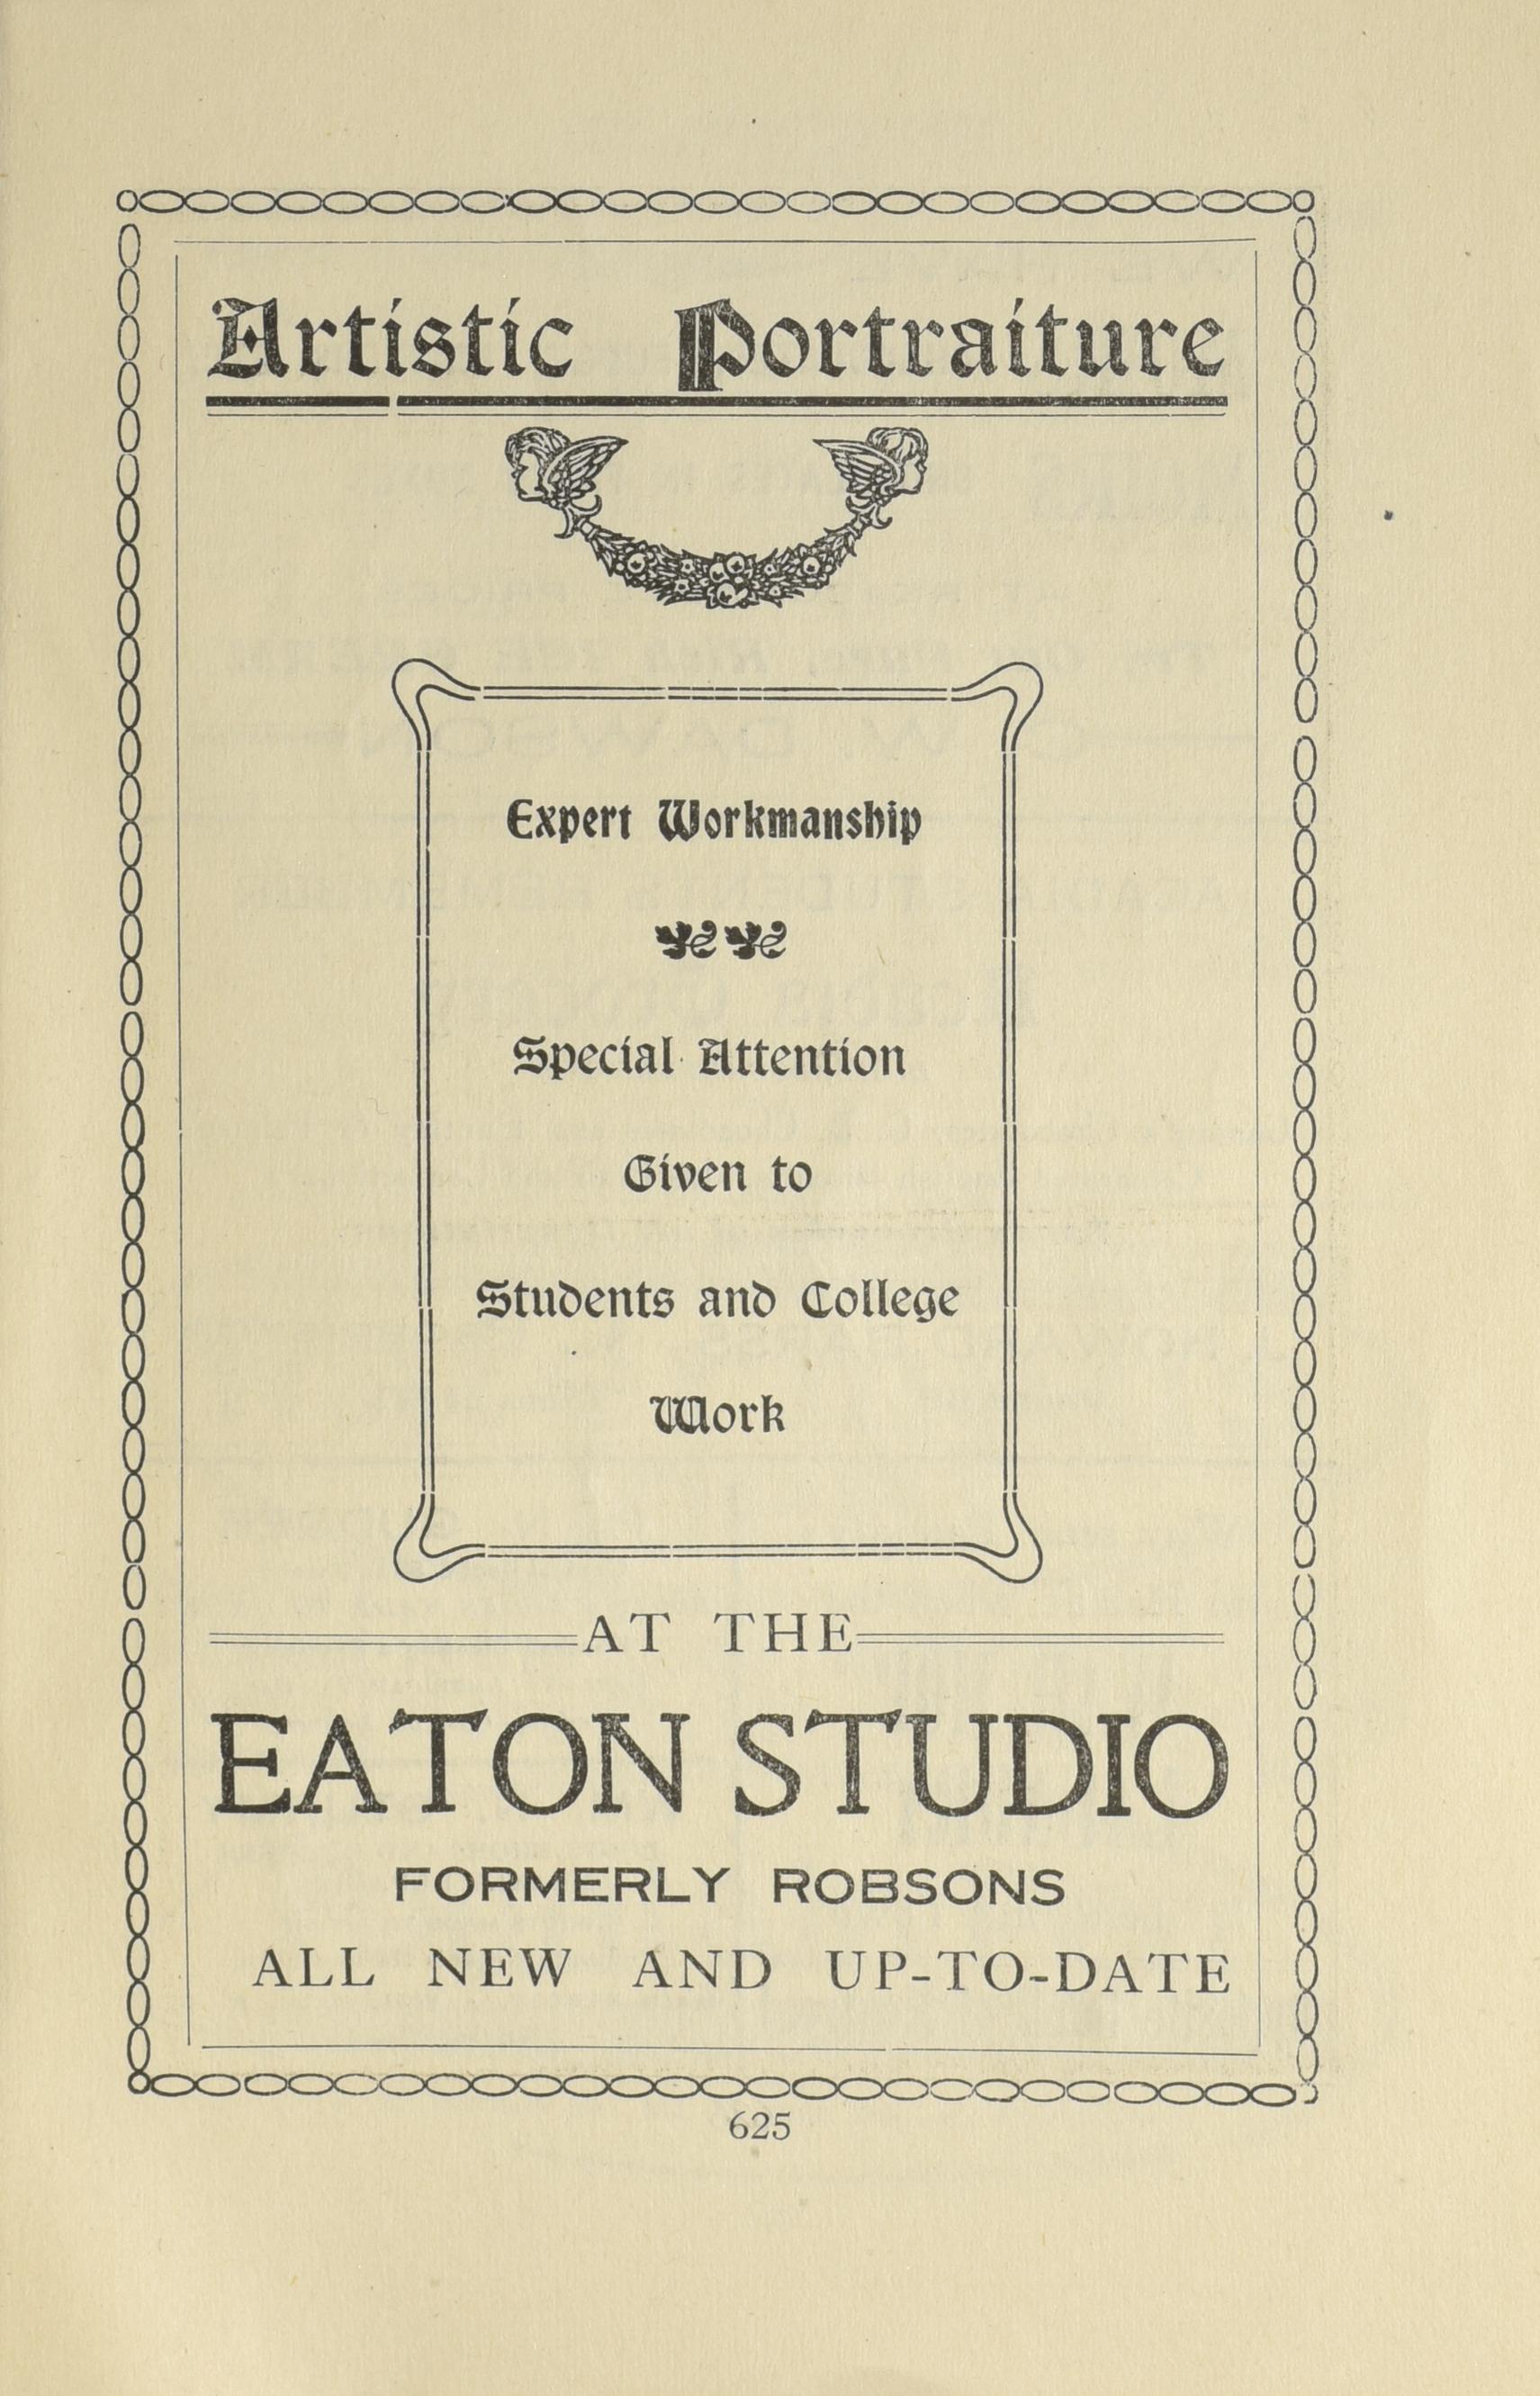 Artistic Portraiture
Expert Workmanship
Special Attention
Given to
Students and College
Work
AT THE
EATON STUDIO
FORMERLY ROBSONS
ALL NEW AND UP-TO-DATE
625